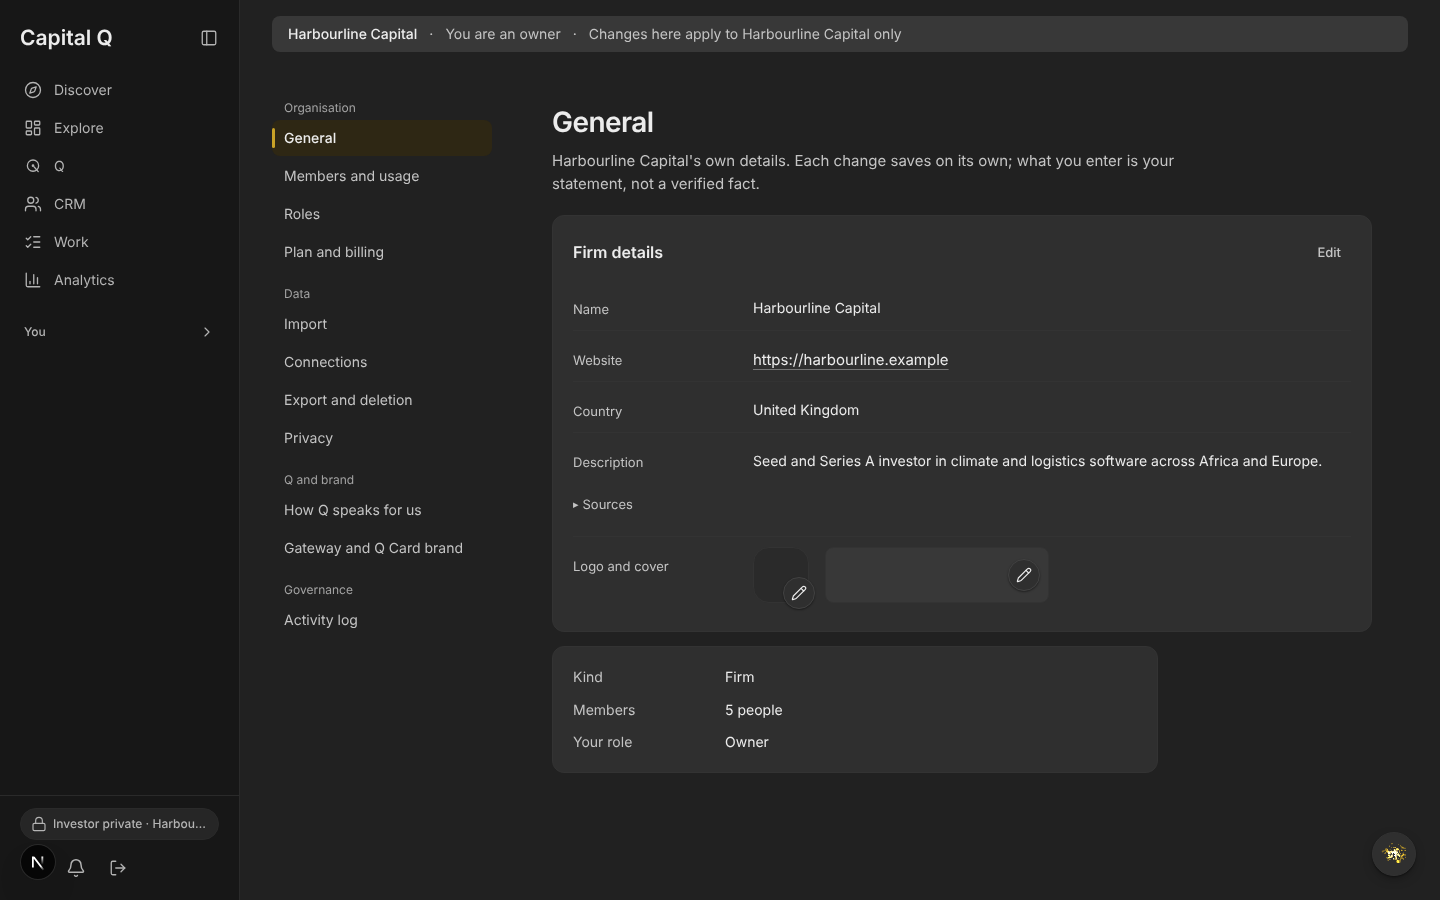 Capital Q
Discover
Explore
Q
CRM
Work
Analytics
You
Investor private · Harbou...
N
Harbourline Capital · You are an owner · Changes here apply to Harbourline Capital only
Organisation
General
Members and usage
Roles
Plan and billing
Data
Import
Connections
Export and deletion
Privacy
Q and brand
How Q speaks for us
Gateway and Q Card brand
Governance
Activity log
General
Harbourline Capital's own details. Each change saves on its own; what you enter is your
statement, not a verified fact.
Firm details
Edit
Name Harbourline Capital
Website https://harbourline.example
Country United Kingdom
Description Seed and Series A investor in climate and logistics software across Africa and Europe.
▸ Sources
Logo and cover
Kind Firm
Members 5 people
Your role Owner